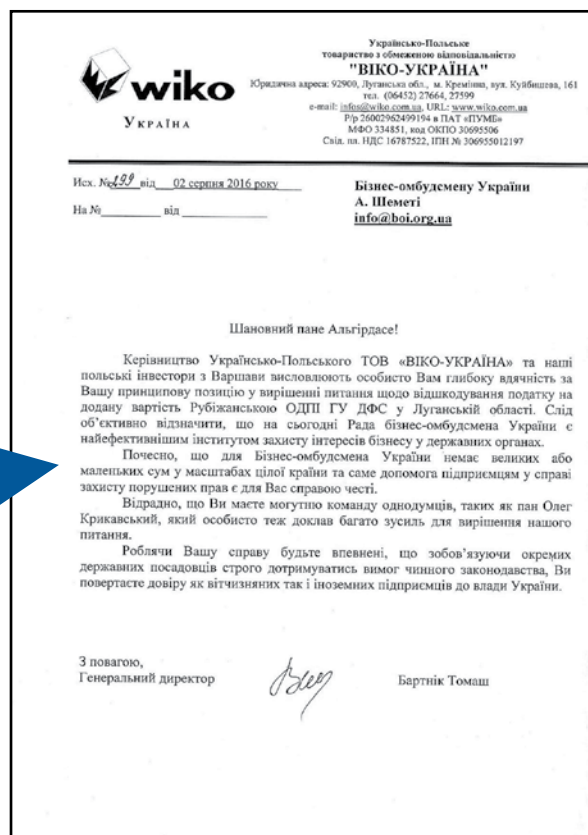 wiko
УКРАЇНА
Українсько-Польське
товариство з обмеженою відповідальністю
"ВІКО-УКРАЇНА"
Юридична адреса: 92900, Луганська обл., м. Кремінна, вул. Куйбишева, 161
тел. (06452) 27664, 27599
e-mail: infos@wiko.com.ua, URL: www.wiko.com.ua
Р/р 26002962499194 в ПАТ «ПУМБ»
МФО 334851, код ОКПО 30695506
Свід. пл. НДС 16787522, ІПН № 306955012197
Исх. № 299 від 02 серпня 2016 року
На № від
Бізнес-омбудсмену України
А. Шеметі
info@boi.org.ua
Шановний пане Альгірдасе!
Керівництво Українсько-Польського ТОВ «ВІКО-УКРАЇНА» та наші
польські інвестори з Варшави висловлюють особисто Вам глибоку вдячність за
Вашу принципову позицію у вирішенні питання щодо відшкодування податку на
додану вартість Рубіжанською ОДПІ ГУ ДФС у Луганській області. Слід
об'єктивно відзначити, що на сьогодні Рада бізнес-омбудсмена України є
найефективнішим інститутом захисту інтересів бізнесу у державних органах.
Почесно, що для Бізнес-омбудсмена України немає великих або
маленьких сум у масштабах цілої країни та саме допомога підприємцям у справі
захисту порушених прав є для Вас справою честі.
Відрадно, що Ви маєте могутню команду однодумців, таких як пан Олег
Крикавський, який особисто теж доклав багато зусиль для вирішення нашого
питання.
Роблячи Вашу справу будьте впевнені, що зобов'язуючи окремих
державних посадовців строго дотримуватись вимог чинного законодавства, Ви
повертаєте довіру як вітчизняних так і іноземних підприємців до влади України.
З повагою,
Генеральний директор
Бартнік Томаш